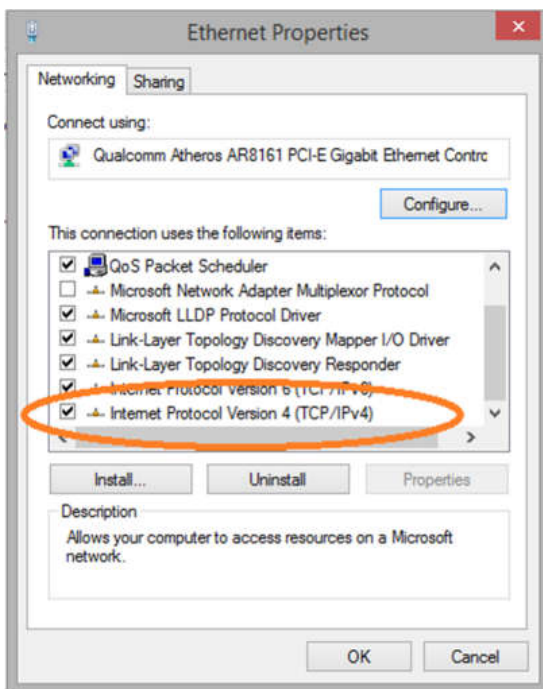 Ethernet Properties
Networking
Sharing
Connect using:
Qualcomm Atheros AR8161 PCI-E Gigabit Ethernet Contrc
Configure...
This connection uses the following items:
QoS Packet Scheduler
Microsoft Network Adapter Multiplexor Protocol
Microsoft LLDP Protocol Driver
Link-Layer Topology Discovery Mapper I/O Driver
Link-Layer Topology Discovery Responder
Internet Protocol Version 6 (TCP/IPv6)
Internet Protocol Version 4 (TCP/IPv4)
Install...
Uninstall
Properties
Description
Allows your computer to access resources on a Microsoft
network.
OK
Cancel